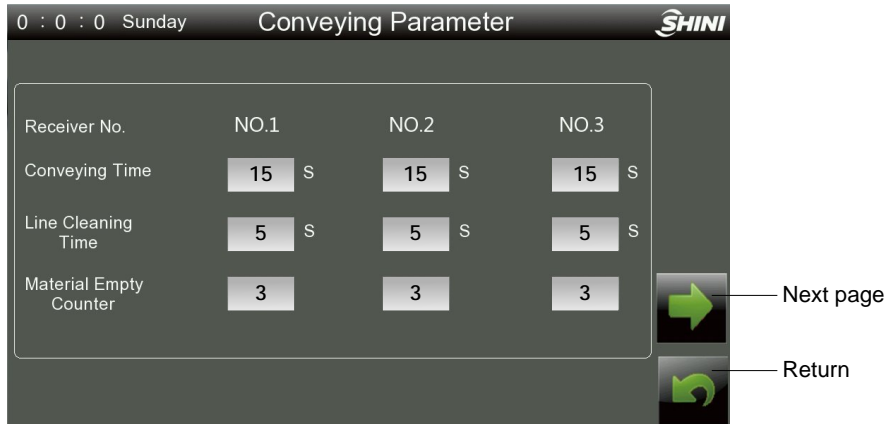 0 : 0 : 0 Sunday Conveying Parameter SHINI
Receiver No. NO.1 NO.2 NO.3
Conveying Time 15 S 15 S 15 S
Line Cleaning
Time 5 S 5 S 5 S
Material Empty
Counter 3 3 3
Next page
Return